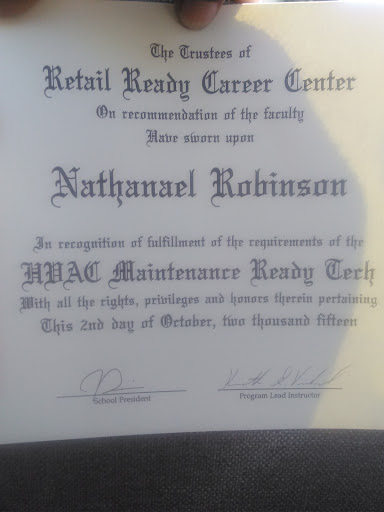 The Trustees of
Retail Ready Career Center
On recommendation of the faculty
Have sworn upon
Nathanael Robinson
In recognition of fulfillment of the requirements of the
HVAC Maintenance Ready Tech
With all the rights, privileges and honors therein pertaining
This 2nd day of October, two thousand fifteen
School President
Program Lead Instructor